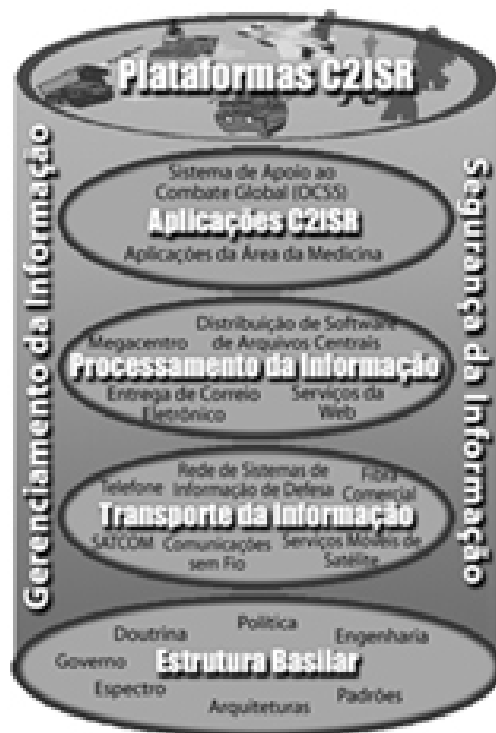 Plataformas C2ISR
Gerenciamento da Informação
Segurança da Informação
Sistema de Apoio ao
Combate Global (OCSS)
Aplicações C2ISR
Aplicações da Área da Medicina
Distribuição de Software
Megacentro de Arquivos Centrais
Processamento da Informação
Entrega de Correio Serviços da
Eletrônico Web
Rede de Sistemas de Fibra
Telefone Informação de Defesa Comercial
Transporte da Informação
SATCOM Comunicações Serviços Móveis de
sem Fio Satélite
Política
Doutrina Engenharia
Governo Estrutura Basilar
Espectro Padrões
Arquiteturas